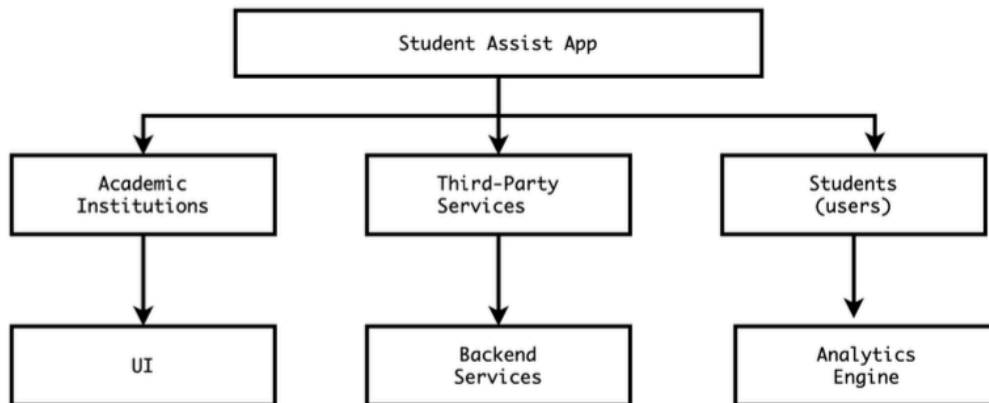 Student Assist App
Academic
Institutions
Third-Party
Services
Students
(users)
UI
Backend
Services
Analytics
Engine